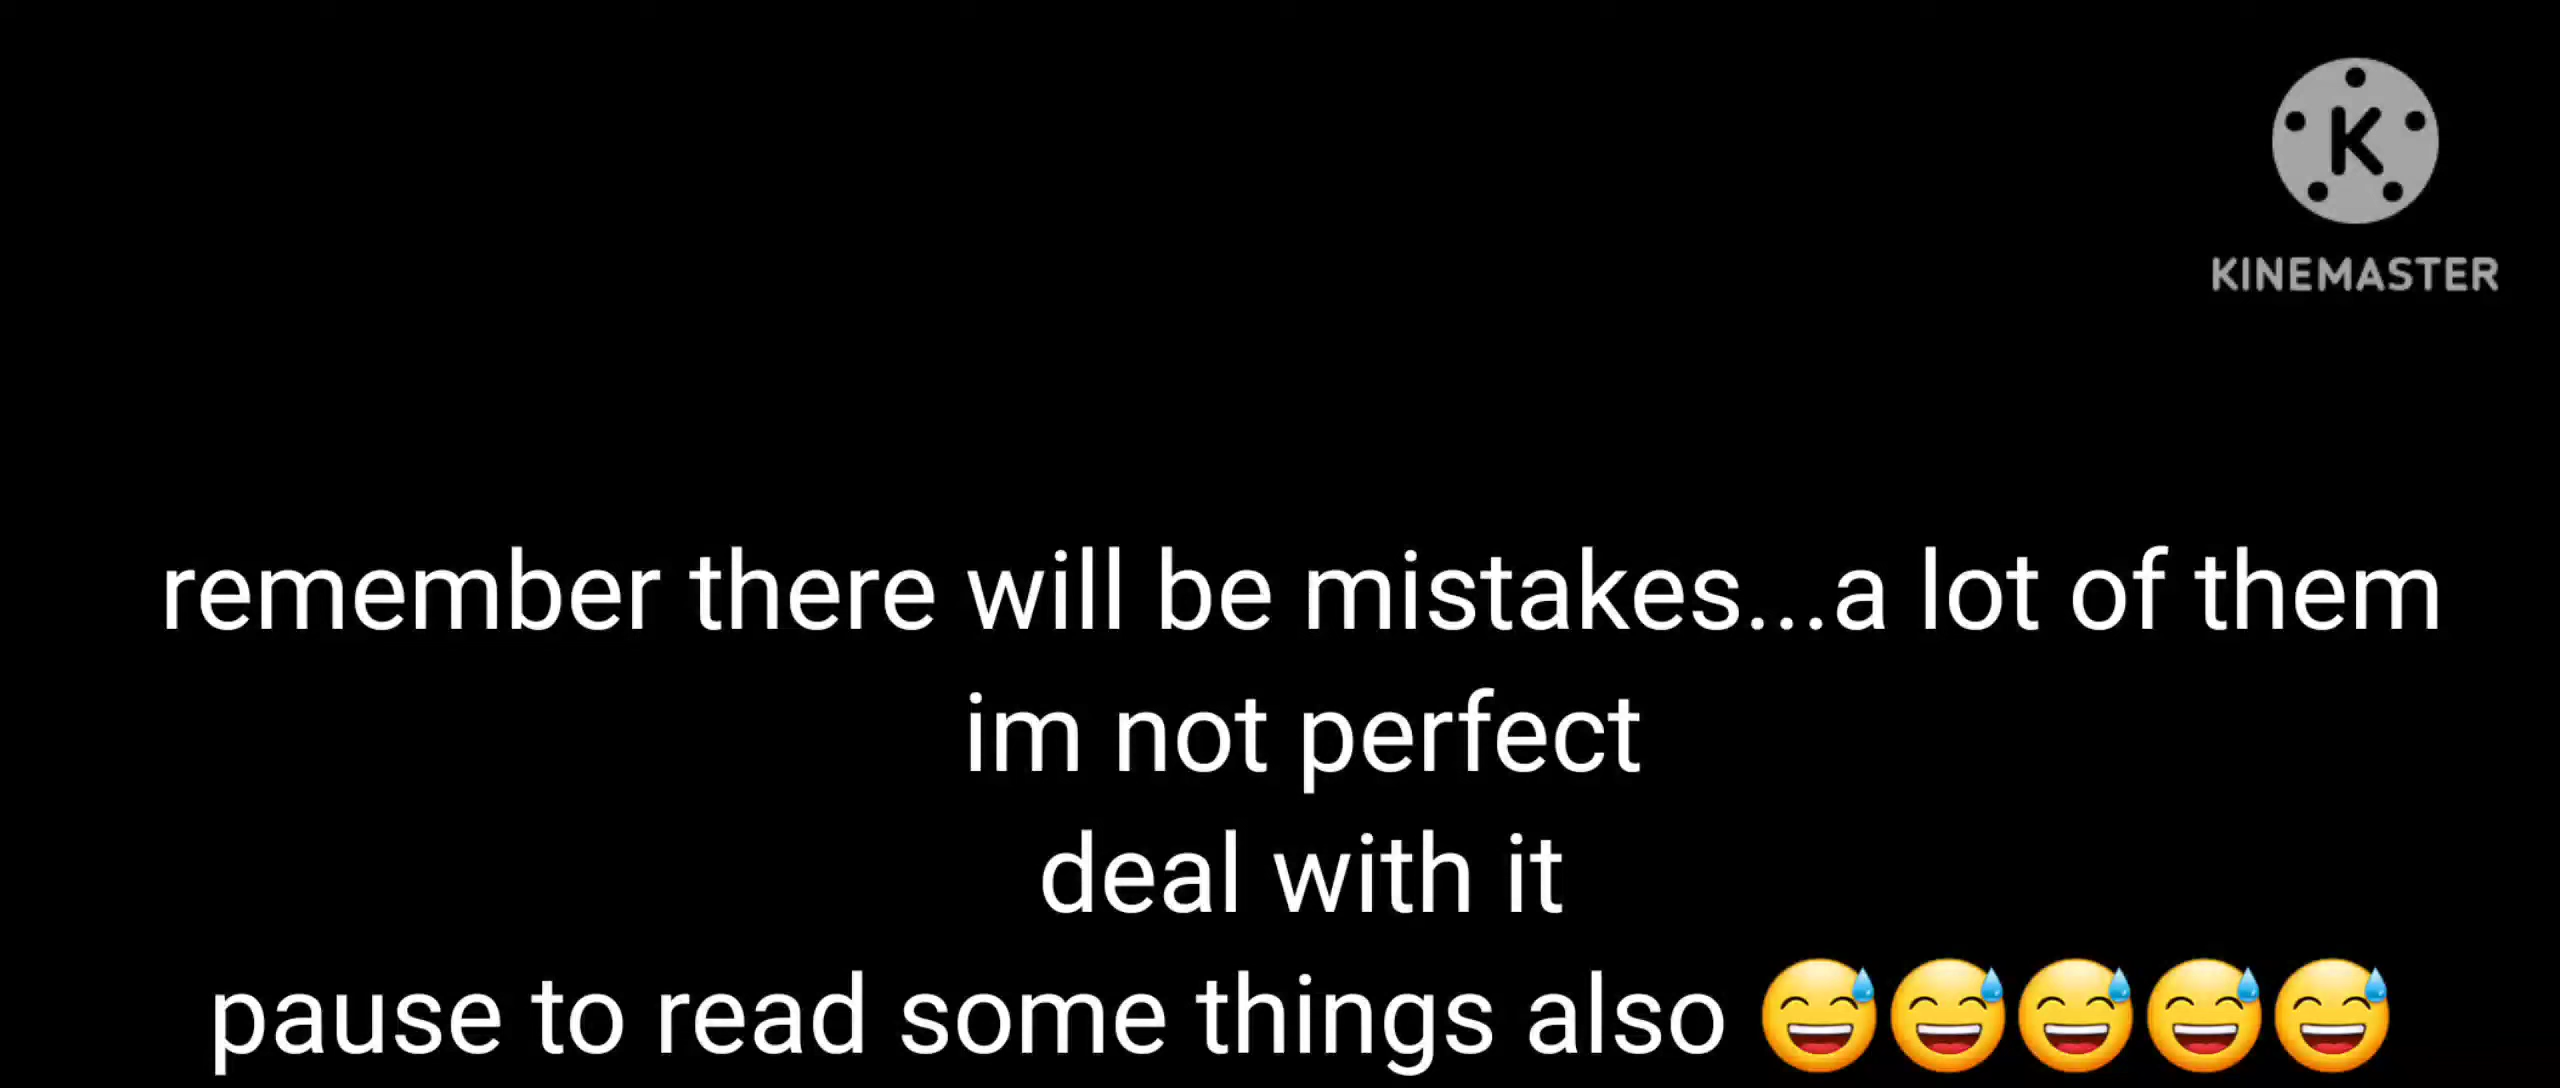 K
KINEMASTER
remember there will be mistakes...a lot of them
im not perfect
deal with it
pause to read some things also 😅😅😅😅😅